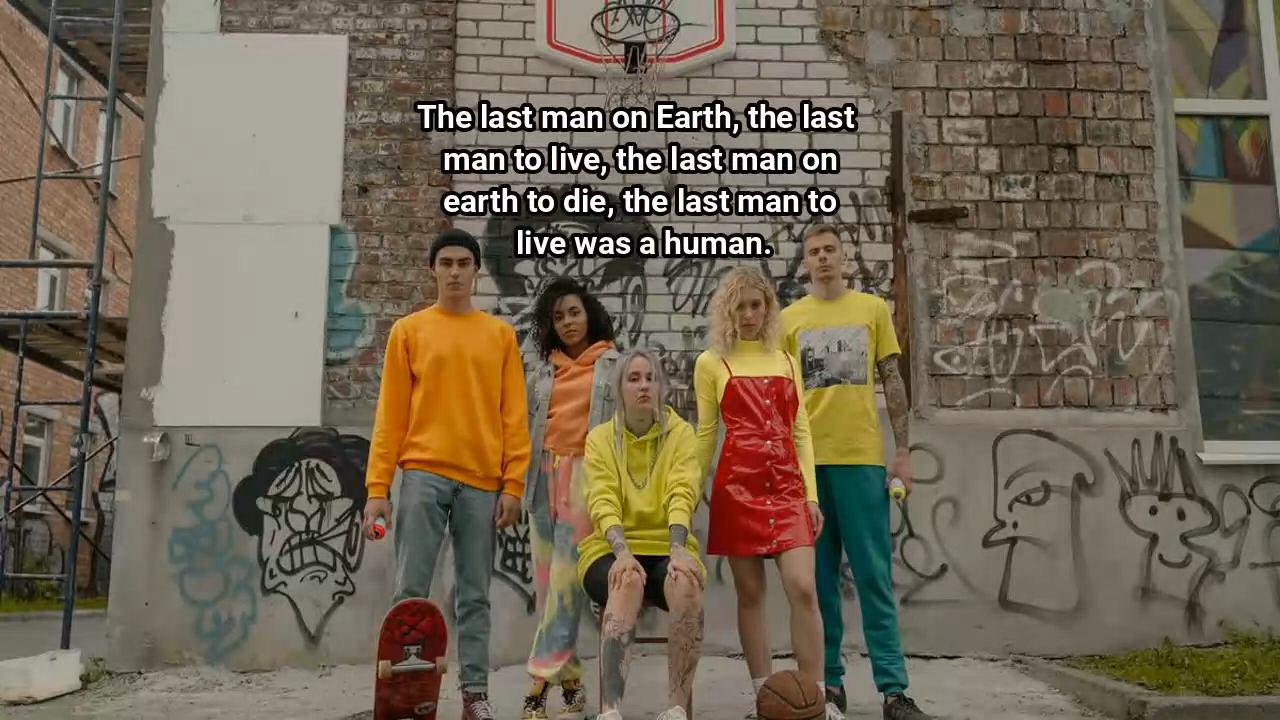 The last man on Earth, the last
man to live, the last man on
earth to die, the last man to
live was a human.